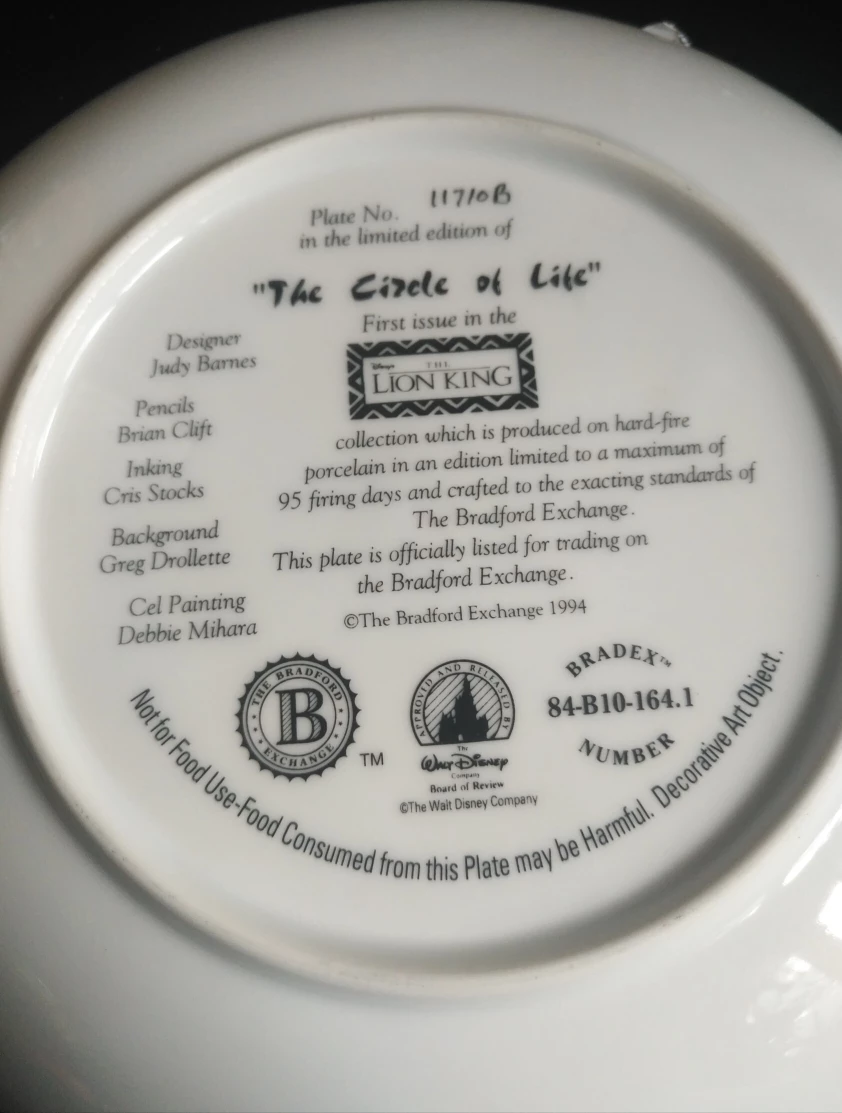 Plate No. 11710B
in the limited edition of
"The Circle of Life"
First issue in the
Disney's
THE
LION KING
collection which is produced on hard-fire
porcelain in an edition limited to a maximum of
95 firing days and crafted to the exacting standards of
The Bradford Exchange.
This plate is officially listed for trading on
the Bradford Exchange.
©The Bradford Exchange 1994
Designer
Judy Barnes
Pencils
Brian Clift
Inking
Cris Stocks
Background
Greg Drollette
Cel Painting
Debbie Mihara
THE BRADFORD
B
EXCHANGE
TM
APPROVED AND RELEASED BY
The
WALT DISNEY
Company
Board of Review
©The Walt Disney Company
BRADEX™
84-B10-164.1
NUMBER
Not for Food Use-Food Consumed from this Plate may be Harmful. Decorative Art Object.